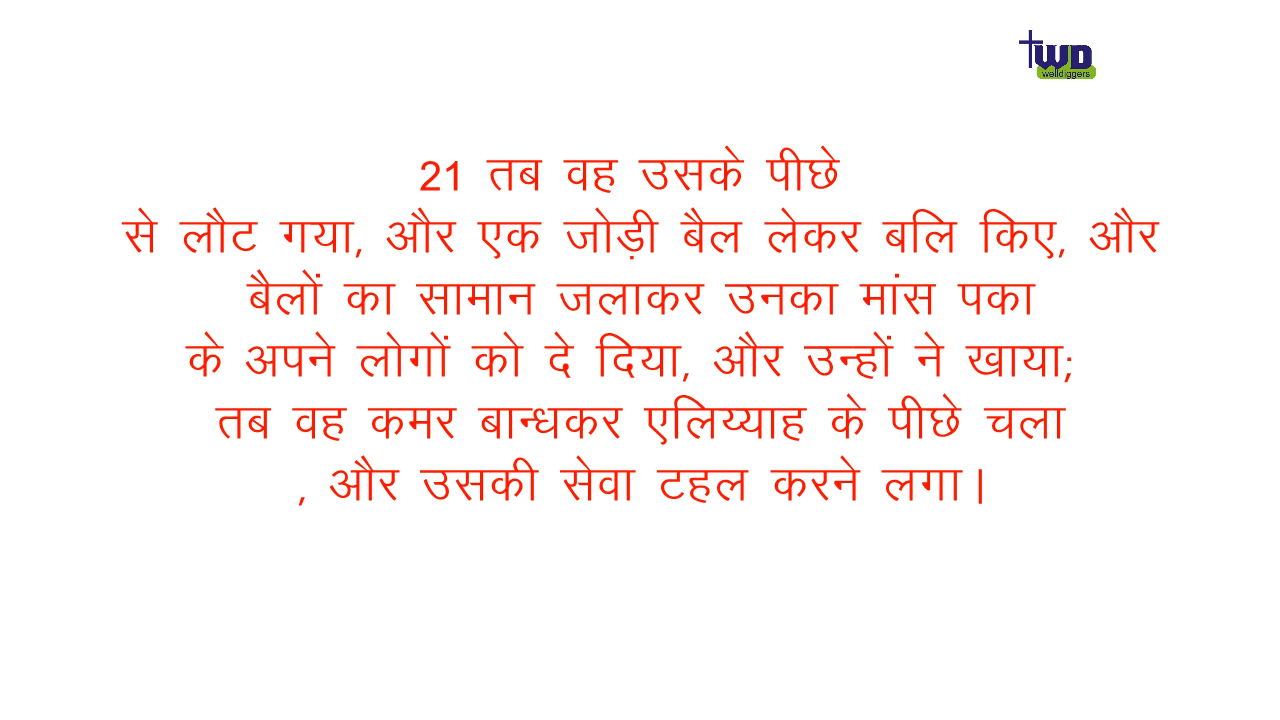 WD
welldiggers
21 तब वह उसके पीछे
से लौट गया, और एक जोड़ी बैल लेकर बलि किए, और
बैलों का सामान जलाकर उनका मांस पका
के अपने लोगों को दे दिया, और उन्हों ने खाया;
तब वह कमर बान्धकर एलिय्याह के पीछे चला
, और उसकी सेवा टहल करने लगा।